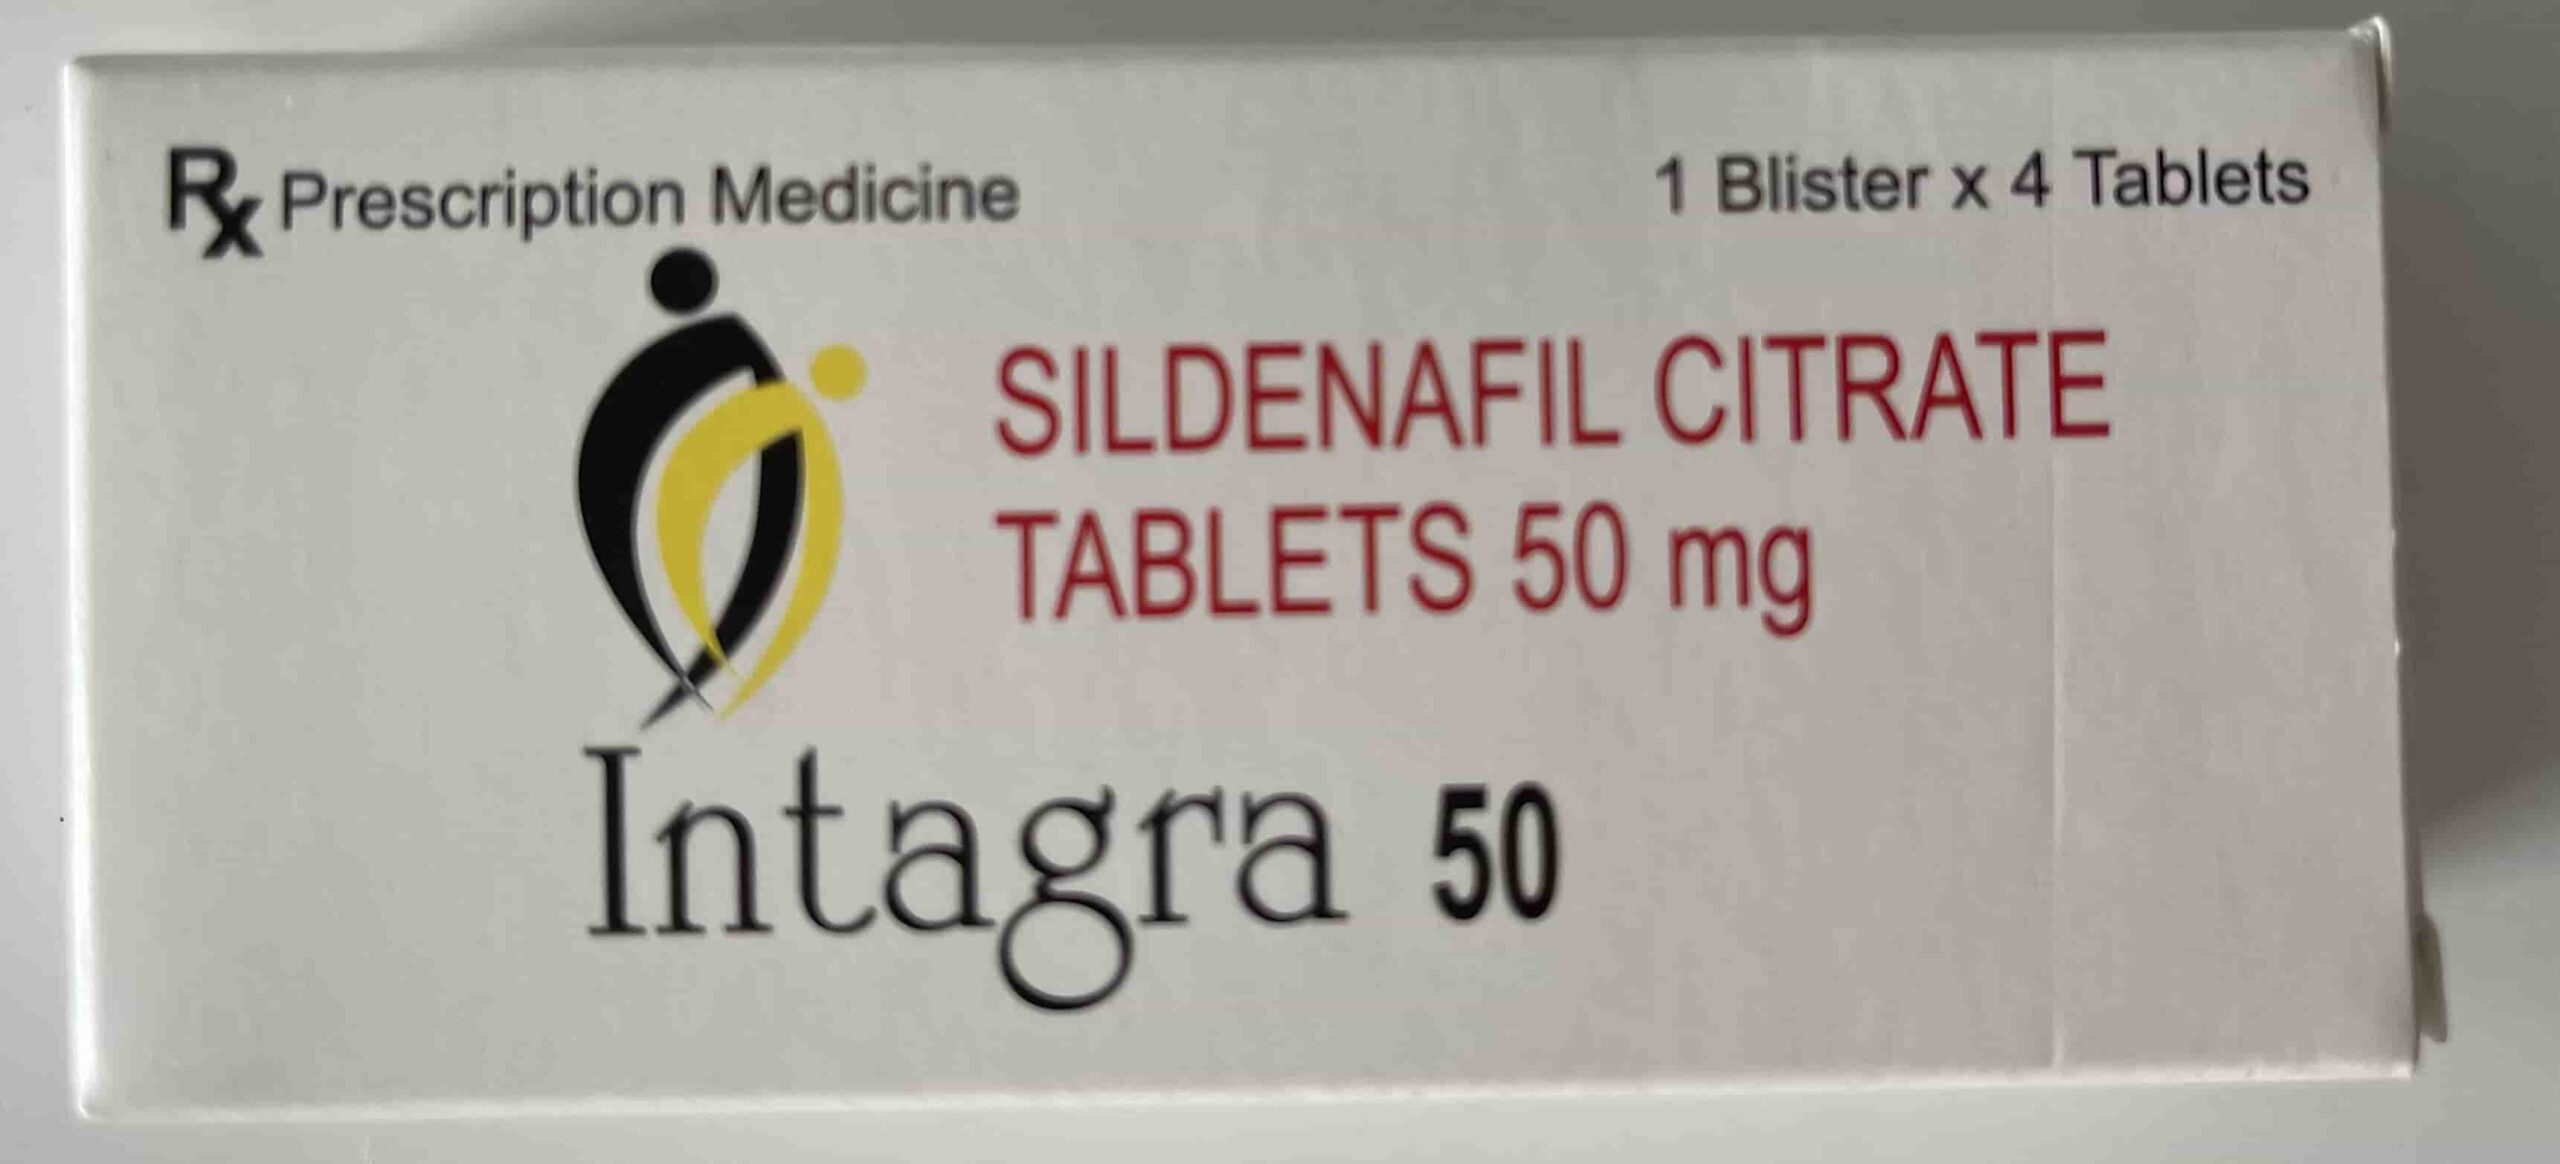 Rx Prescription Medicine
1 Blister x 4 Tablets
SILDENAFIL CITRATE
TABLETS 50 mg
Intagra 50